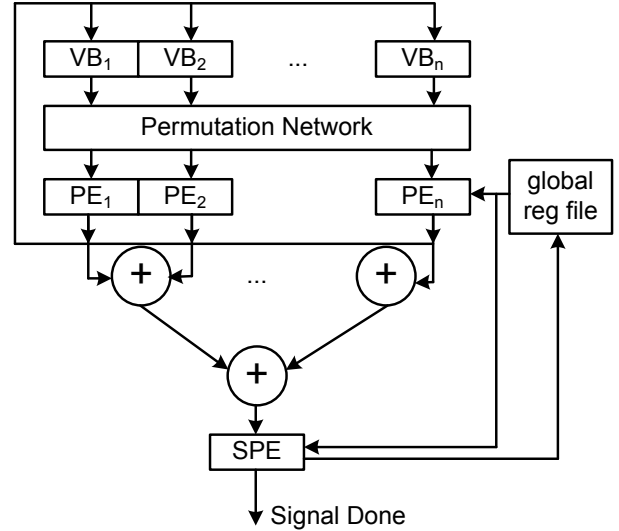 VB₁ VB₂ ... VBₙ
Permutation Network
PE₁ PE₂ PEₙ
global
reg file
+ ... +
+
SPE
Signal Done